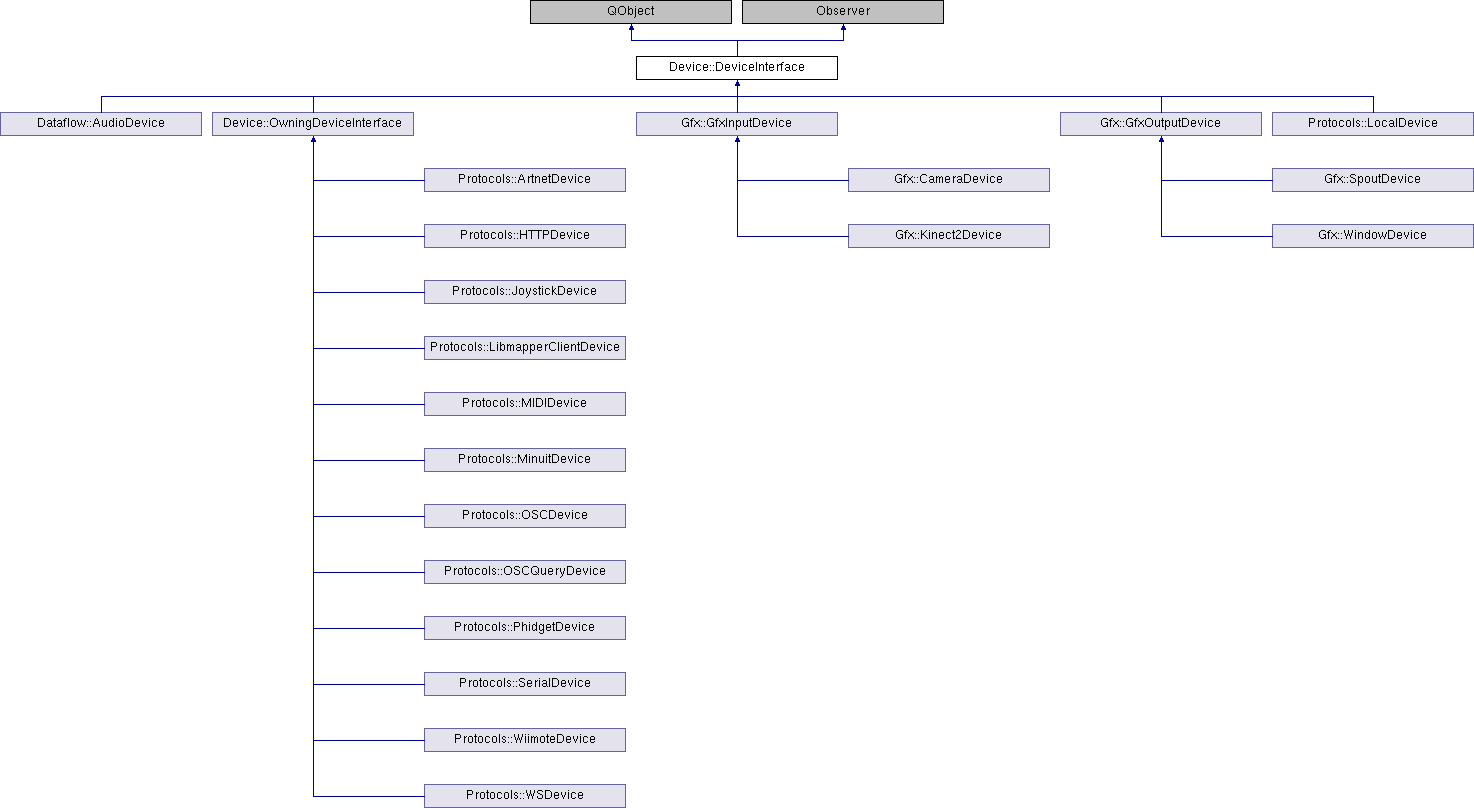 QObject
Observer
Device::DeviceInterface
Dataflow::AudioDevice
Device::OwningDeviceInterface
Gfx::GfxInputDevice
Gfx::GfxOutputDevice
Protocols::LocalDevice
Protocols::ArtnetDevice
Gfx::CameraDevice
Gfx::SpoutDevice
Protocols::HTTPDevice
Gfx::Kinect2Device
Gfx::WindowDevice
Protocols::JoystickDevice
Protocols::LibmapperClientDevice
Protocols::MIDIDevice
Protocols::MinuitDevice
Protocols::OSCDevice
Protocols::OSCQueryDevice
Protocols::PhidgetDevice
Protocols::SerialDevice
Protocols::WiimoteDevice
Protocols::WSDevice